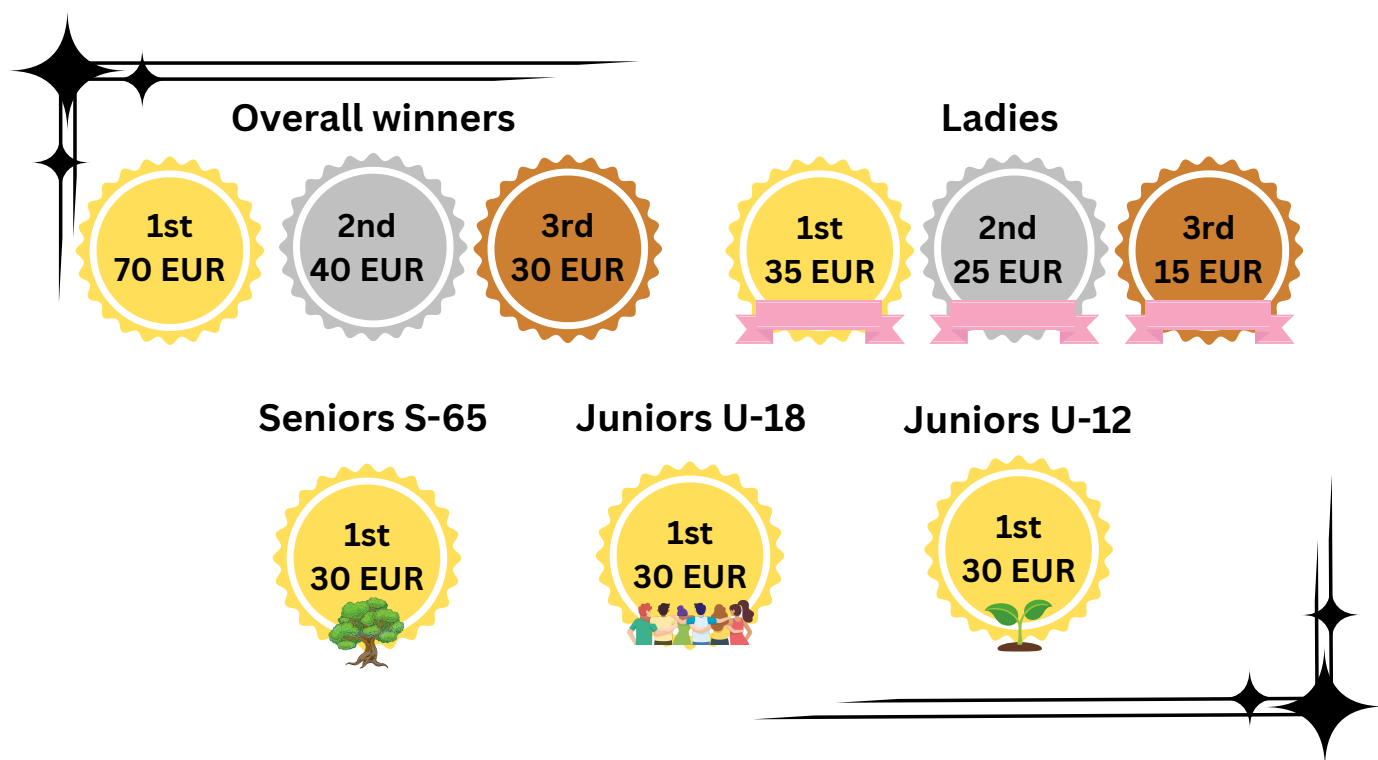 Overall winners
1st
70 EUR
2nd
40 EUR
3rd
30 EUR
Ladies
1st
35 EUR
2nd
25 EUR
3rd
15 EUR
Seniors S-65
1st
30 EUR
Juniors U-18
1st
30 EUR
Juniors U-12
1st
30 EUR